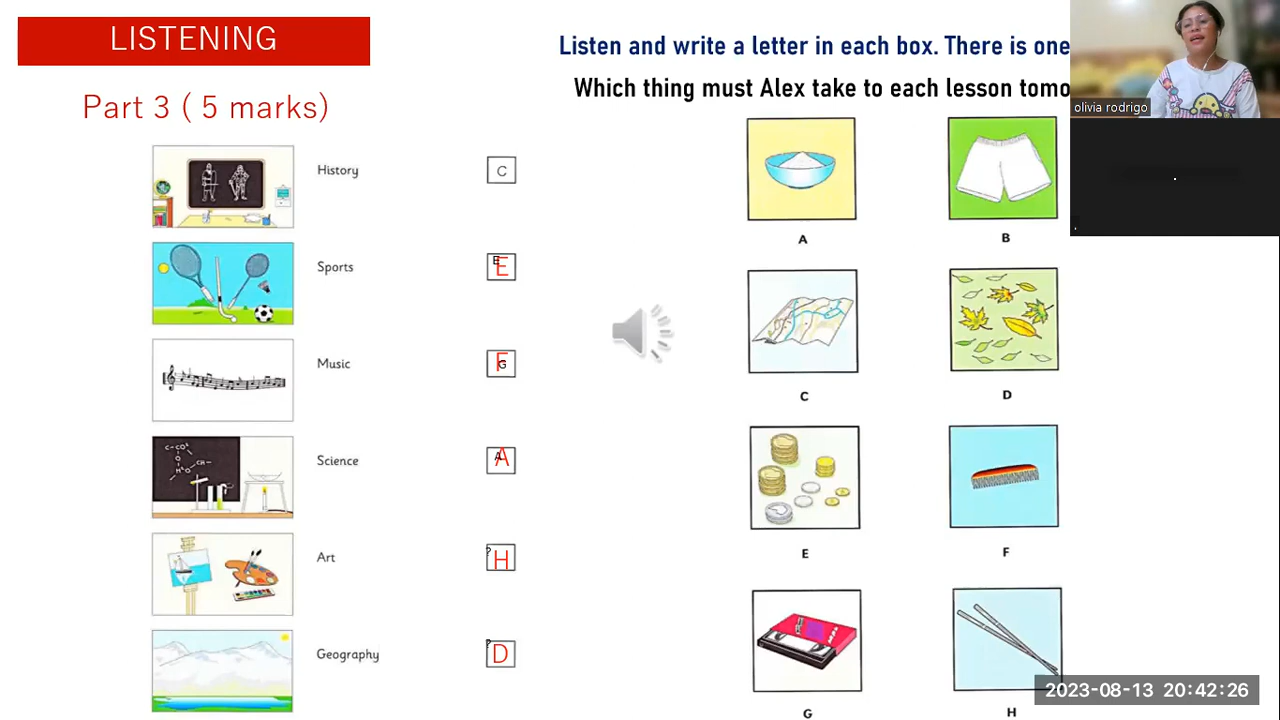 LISTENING
Part 3 ( 5 marks)
Listen and write a letter in each box. There is one
Which thing must Alex take to each lesson tomo
olivia rodrigo
History
C
Sports
E
E
Music
F
G
Science
A
A
Art
?
H
Geography
?
D
A
B
C
D
E
F
G
H
2023-08-13 20:42:26